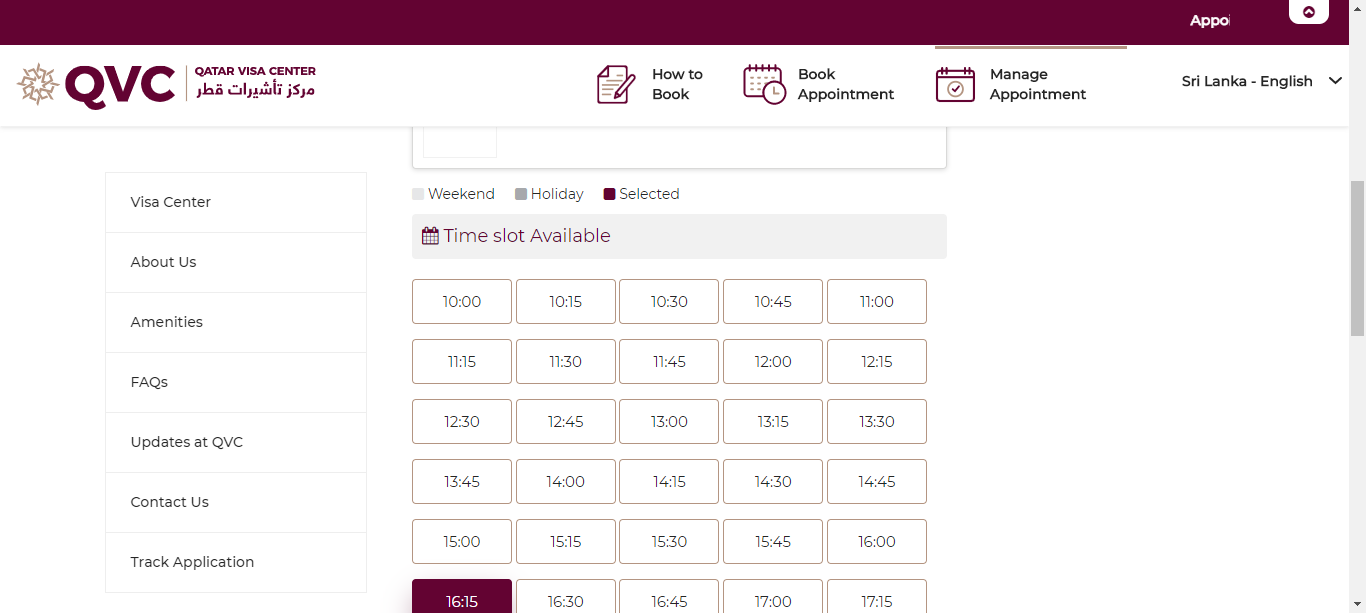 Appoi
QVC
QATAR VISA CENTER
مركز تأشيرات قطر
How to
Book
Book
Appointment
Manage
Appointment
Sri Lanka - English
Visa Center
About Us
Amenities
FAQs
Updates at QVC
Contact Us
Track Application
Weekend Holiday Selected
Time slot Available
10:00 10:15 10:30 10:45 11:00
11:15 11:30 11:45 12:00 12:15
12:30 12:45 13:00 13:15 13:30
13:45 14:00 14:15 14:30 14:45
15:00 15:15 15:30 15:45 16:00
16:15 16:30 16:45 17:00 17:15